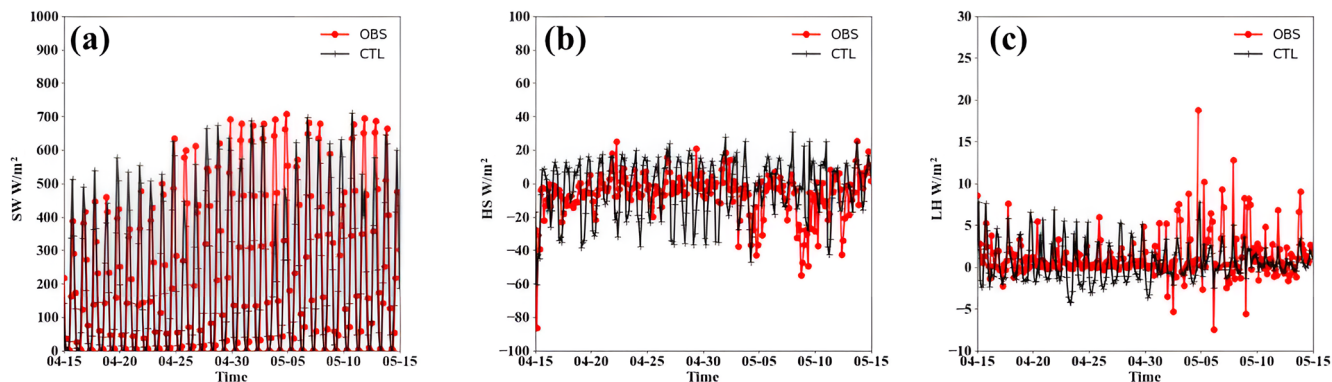 (a)
OBS
CTL
SW W/m²
1000
900
800
700
600
500
400
300
200
100
0
04-15 04-20 04-25 04-30 05-05 05-10 05-15
Time
(b)
OBS
CTL
HS W/m²
100
80
60
40
20
0
−20
−40
−60
−80
−100
04-15 04-20 04-25 04-30 05-05 05-10 05-15
Time
(c)
OBS
CTL
LH W/m²
30
25
20
15
10
5
0
−5
−10
04-15 04-20 04-25 04-30 05-05 05-10 05-15
Time